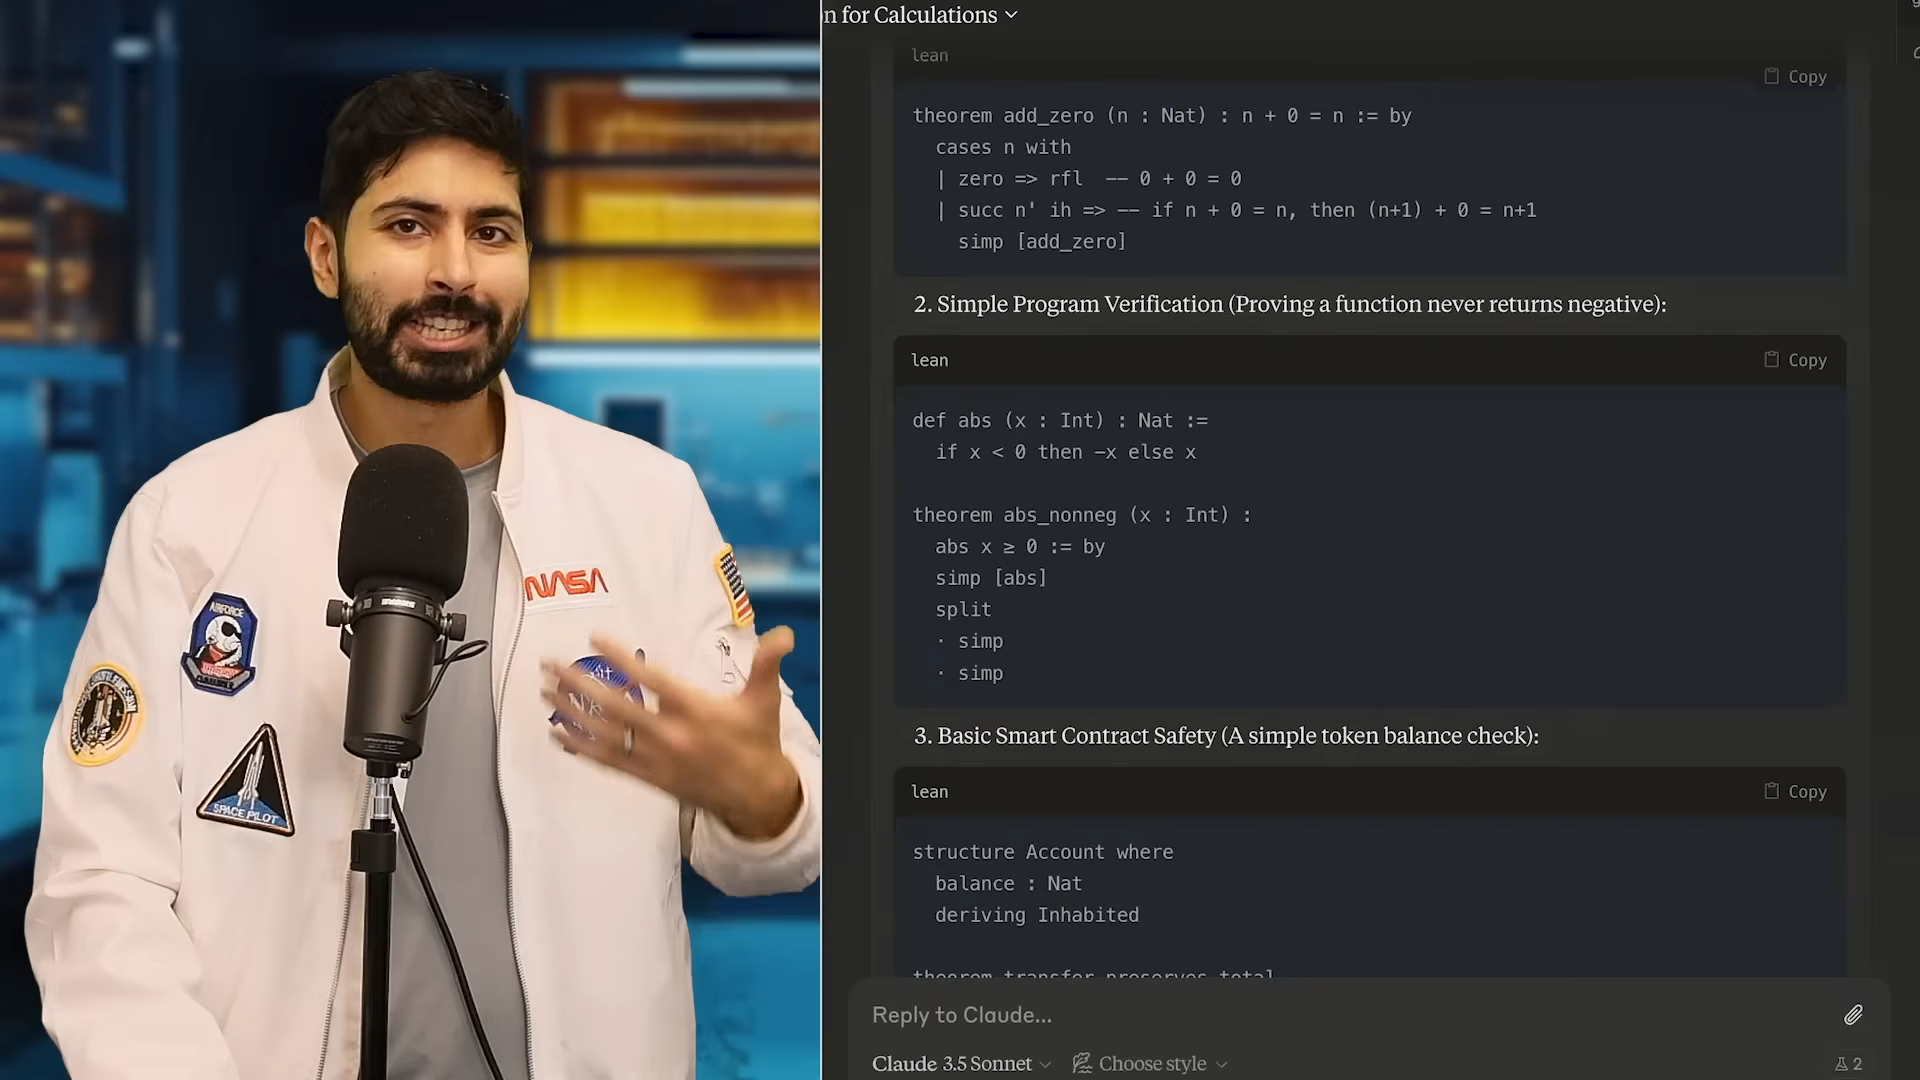 n for Calculations
lean
Copy
theorem add_zero (n : Nat) : n + 0 = n := by
cases n with
| zero => rfl -- 0 + 0 = 0
| succ n' ih => -- if n + 0 = n, then (n+1) + 0 = n+1
simp [add_zero]
2. Simple Program Verification (Proving a function never returns negative):
lean
Copy
def abs (x : Int) : Nat :=
if x < 0 then -x else x
theorem abs_nonneg (x : Int) :
abs x ≥ 0 := by
simp [abs]
split
· simp
· simp
3. Basic Smart Contract Safety (A simple token balance check):
lean
Copy
structure Account where
balance : Nat
deriving Inhabited
theorem transfer_preserves_total
Reply to Claude...
Claude 3.5 Sonnet
Choose style
2
NASA
AIRFORCE
SPACE PILOT